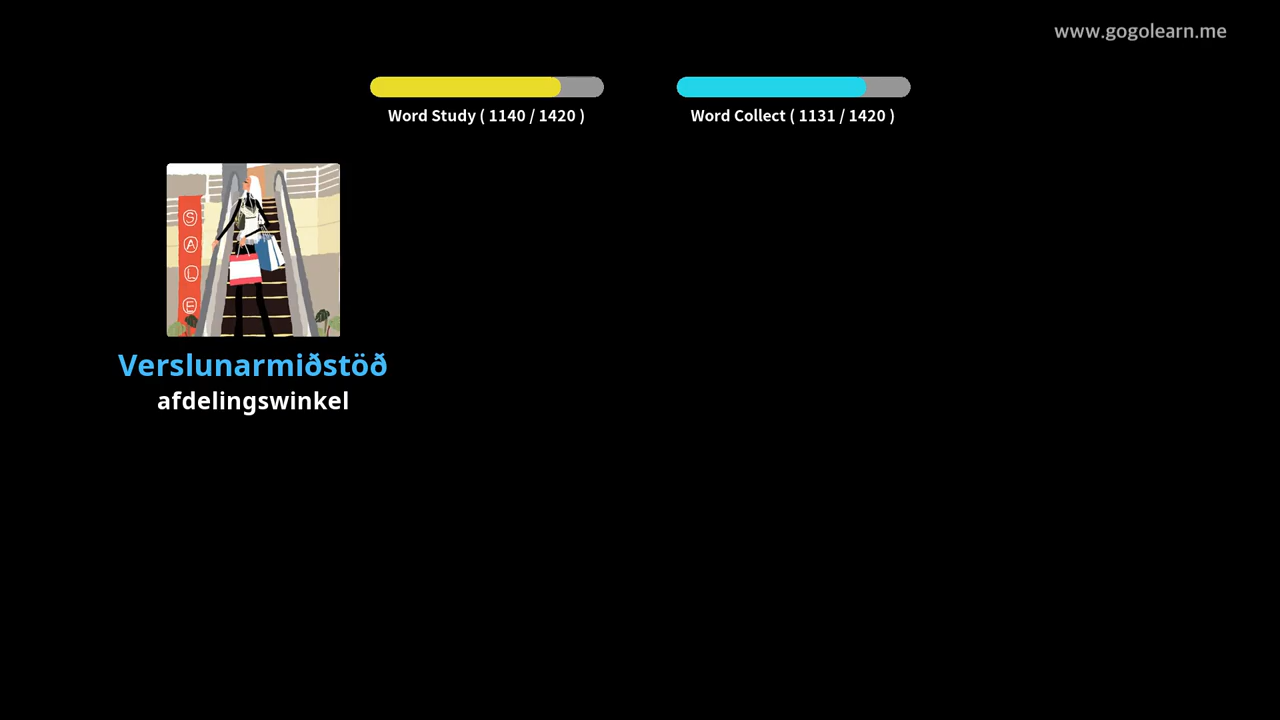 www.gogolearn.me
Word Study ( 1140 / 1420 )
Word Collect ( 1131 / 1420 )
S
A
L
E
Verslunarmiðstöð
afdelingswinkel